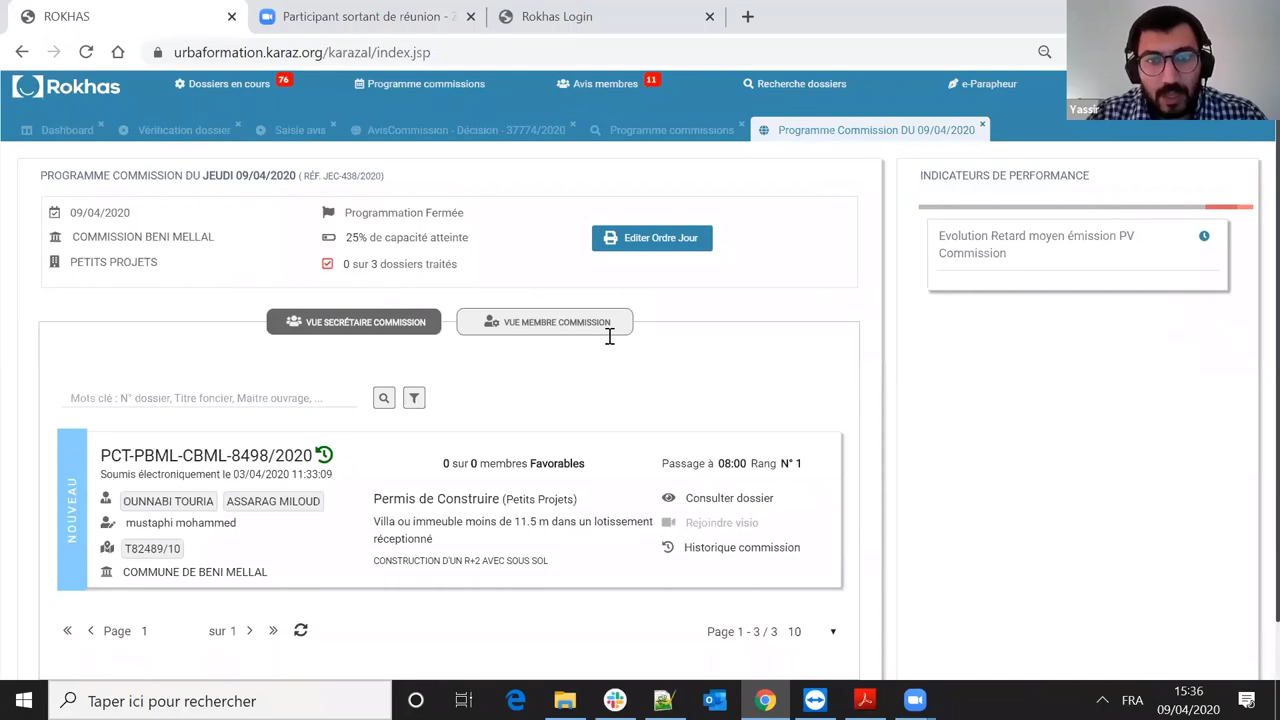 ROKHAS
Participant sortant de réunion - 2
Rokhas Login
urbaformation.karaz.org/karazal/index.jsp
Rokhas
Dossiers en cours 76
Programme commissions
Avis membres 11
Recherche dossiers
e-Parapheur
Yassir
Dashboard
Vérification dossier
Saisie avis
AvisCommission - Décision - 37774/2020
Programme commissions
Programme Commission DU 09/04/2020
PROGRAMME COMMISSION DU JEUDI 09/04/2020 ( RÉF. JEC-438/2020)
INDICATEURS DE PERFORMANCE
09/04/2020
Programmation Fermée
COMMISSION BENI MELLAL
25% de capacité atteinte
Editer Ordre Jour
PETITS PROJETS
0 sur 3 dossiers traités
Evolution Retard moyen émission PV
Commission
VUE SECRÉTAIRE COMMISSION
VUE MEMBRE COMMISSION
Mots clé : N° dossier, Titre foncier, Maitre ouvrage, ...
NOUVEAU
PCT-PBML-CBML-8498/2020
Soumis électroniquement le 03/04/2020 11:33:09
0 sur 0 membres Favorables
Passage à 08:00 Rang N° 1
OUNNABI TOURIA
ASSARAG MILOUD
Permis de Construire (Petits Projets)
Consulter dossier
mustaphi mohammed
Villa ou immeuble moins de 11.5 m dans un lotissement
réceptionné
Rejoindre visio
T82489/10
Historique commission
CONSTRUCTION D'UN R+2 AVEC SOUS SOL
COMMUNE DE BENI MELLAL
Page 1 sur 1
Page 1 - 3 / 3 10
Taper ici pour rechercher
FRA
15:36
09/04/2020